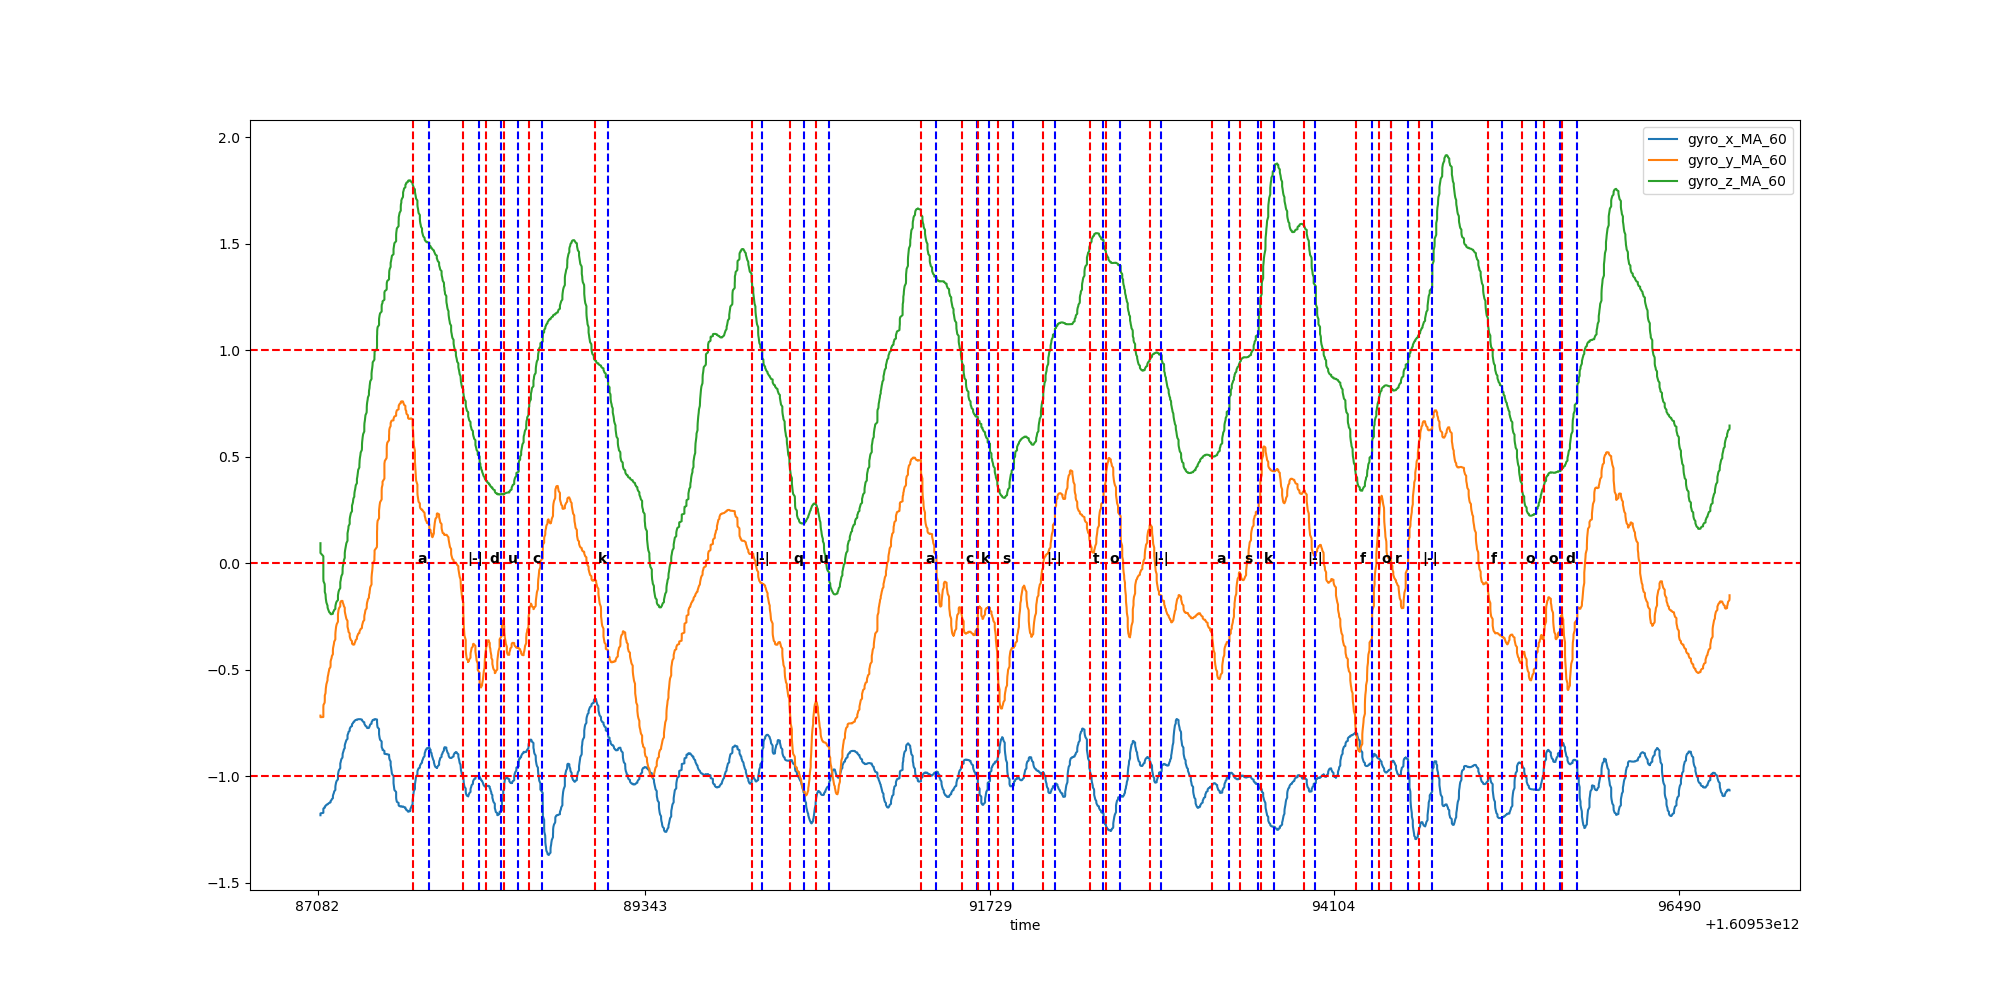 gyro_x_MA_60
gyro_y_MA_60
gyro_z_MA_60
2.0
1.5
1.0
0.5
0.0
−0.5
−1.0
−1.5
a |-| d u c k |-| q u a c k s |-| t o |-| a s k |-| f o r |-| f o o d
87082 89343 91729 94104 96490
time
+1.60953e12